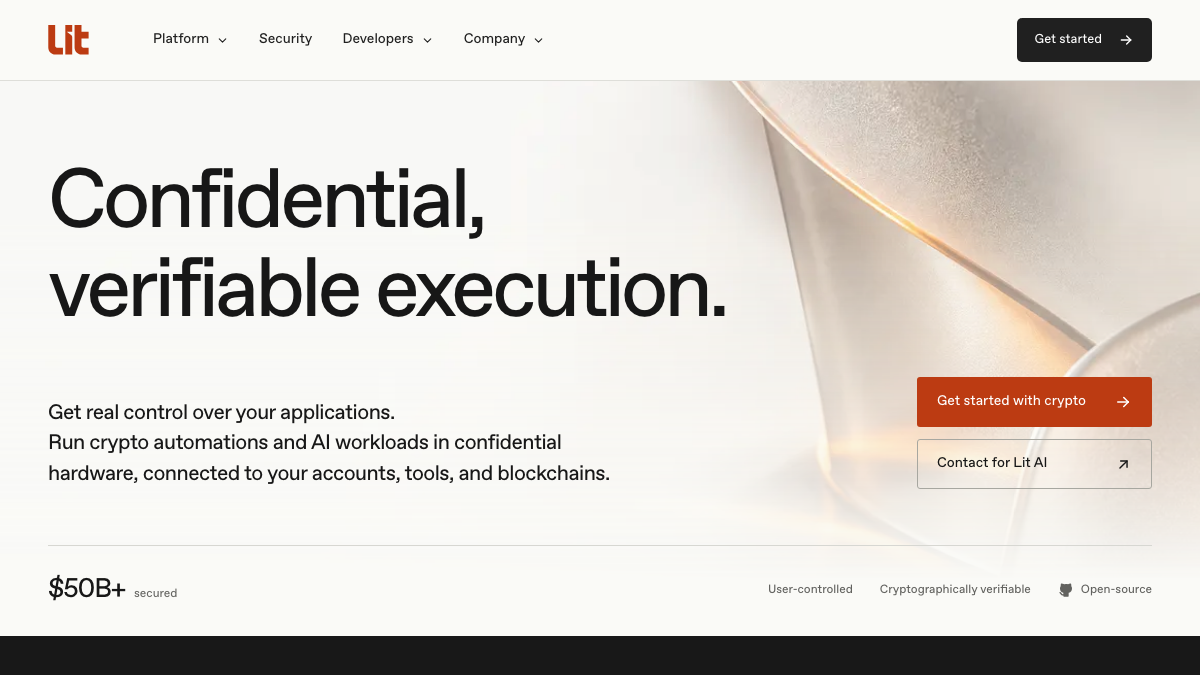 Lit
Platform
Security
Developers
Company
Get started
Confidential,
verifiable execution.
Get real control over your applications.
Run crypto automations and AI workloads in confidential
hardware, connected to your accounts, tools, and blockchains.
Get started with crypto
Contact for Lit AI
$50B+ secured
User-controlled
Cryptographically verifiable
Open-source